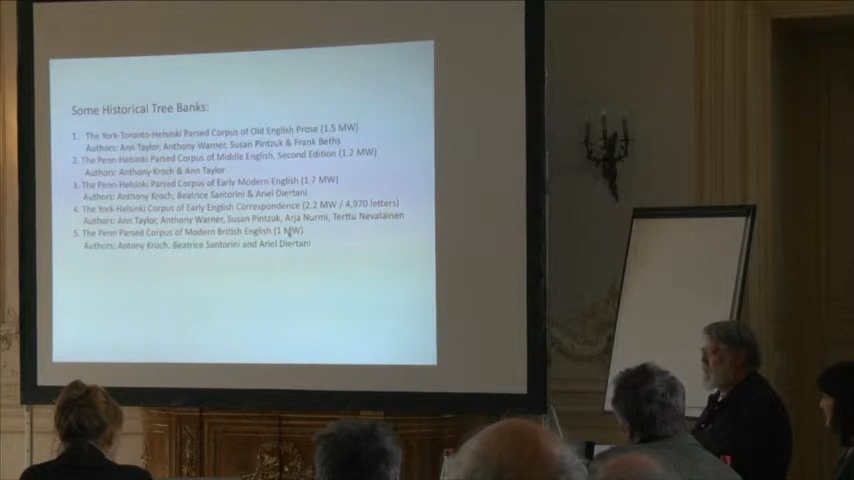 Some Historical Tree Banks:
1. The York-Toronto-Helsinki Parsed Corpus of Old English Prose (1.5 MW)
Authors: Ann Taylor, Anthony Warner, Susan Pintzuk & Frank Beths
2. The Penn-Helsinki Parsed Corpus of Middle English, Second Edition (1.2 MW)
Authors: Anthony Kroch & Ann Taylor
3. The Penn-Helsinki Parsed Corpus of Early Modern English (1.7 MW)
Authors: Anthony Kroch, Beatrice Santorini & Ariel Diertani
4. The York-Helsinki Corpus of Early English Correspondence (2.2 MW / 4,970 letters)
Authors: Ann Taylor, Anthony Warner, Susan Pintzuk, Arja Nurmi, Terttu Nevalainen
5. The Penn Parsed Corpus of Modern British English (1 MW)
Authors: Antony Kroch, Beatrice Santorini and Ariel Diertani